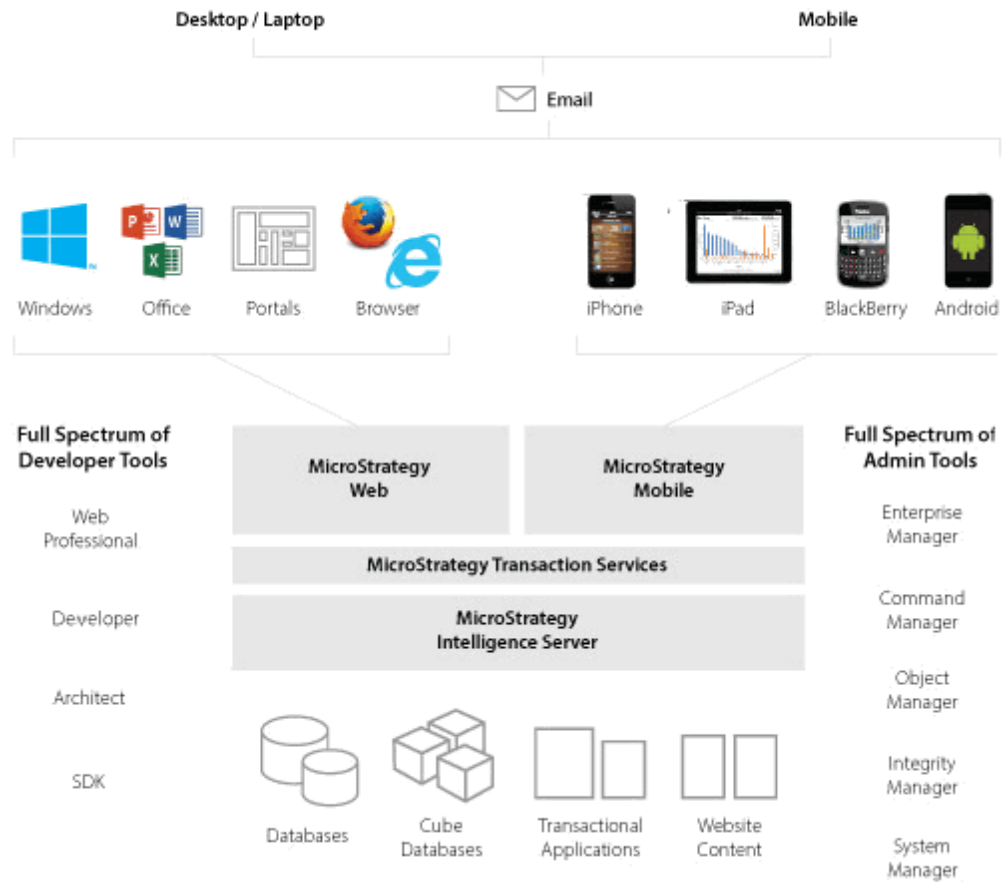 Desktop / Laptop
Mobile
Email
P
W
X
Windows
Office
Portals
Browser
iPhone
iPad
BlackBerry
Android
Full Spectrum of
Developer Tools
Web
Professional
Developer
Architect
SDK
MicroStrategy
Web
MicroStrategy
Mobile
MicroStrategy Transaction Services
MicroStrategy
Intelligence Server
Databases
Cube
Databases
Transactional
Applications
Website
Content
Full Spectrum of
Admin Tools
Enterprise
Manager
Command
Manager
Object
Manager
Integrity
Manager
System
Manager